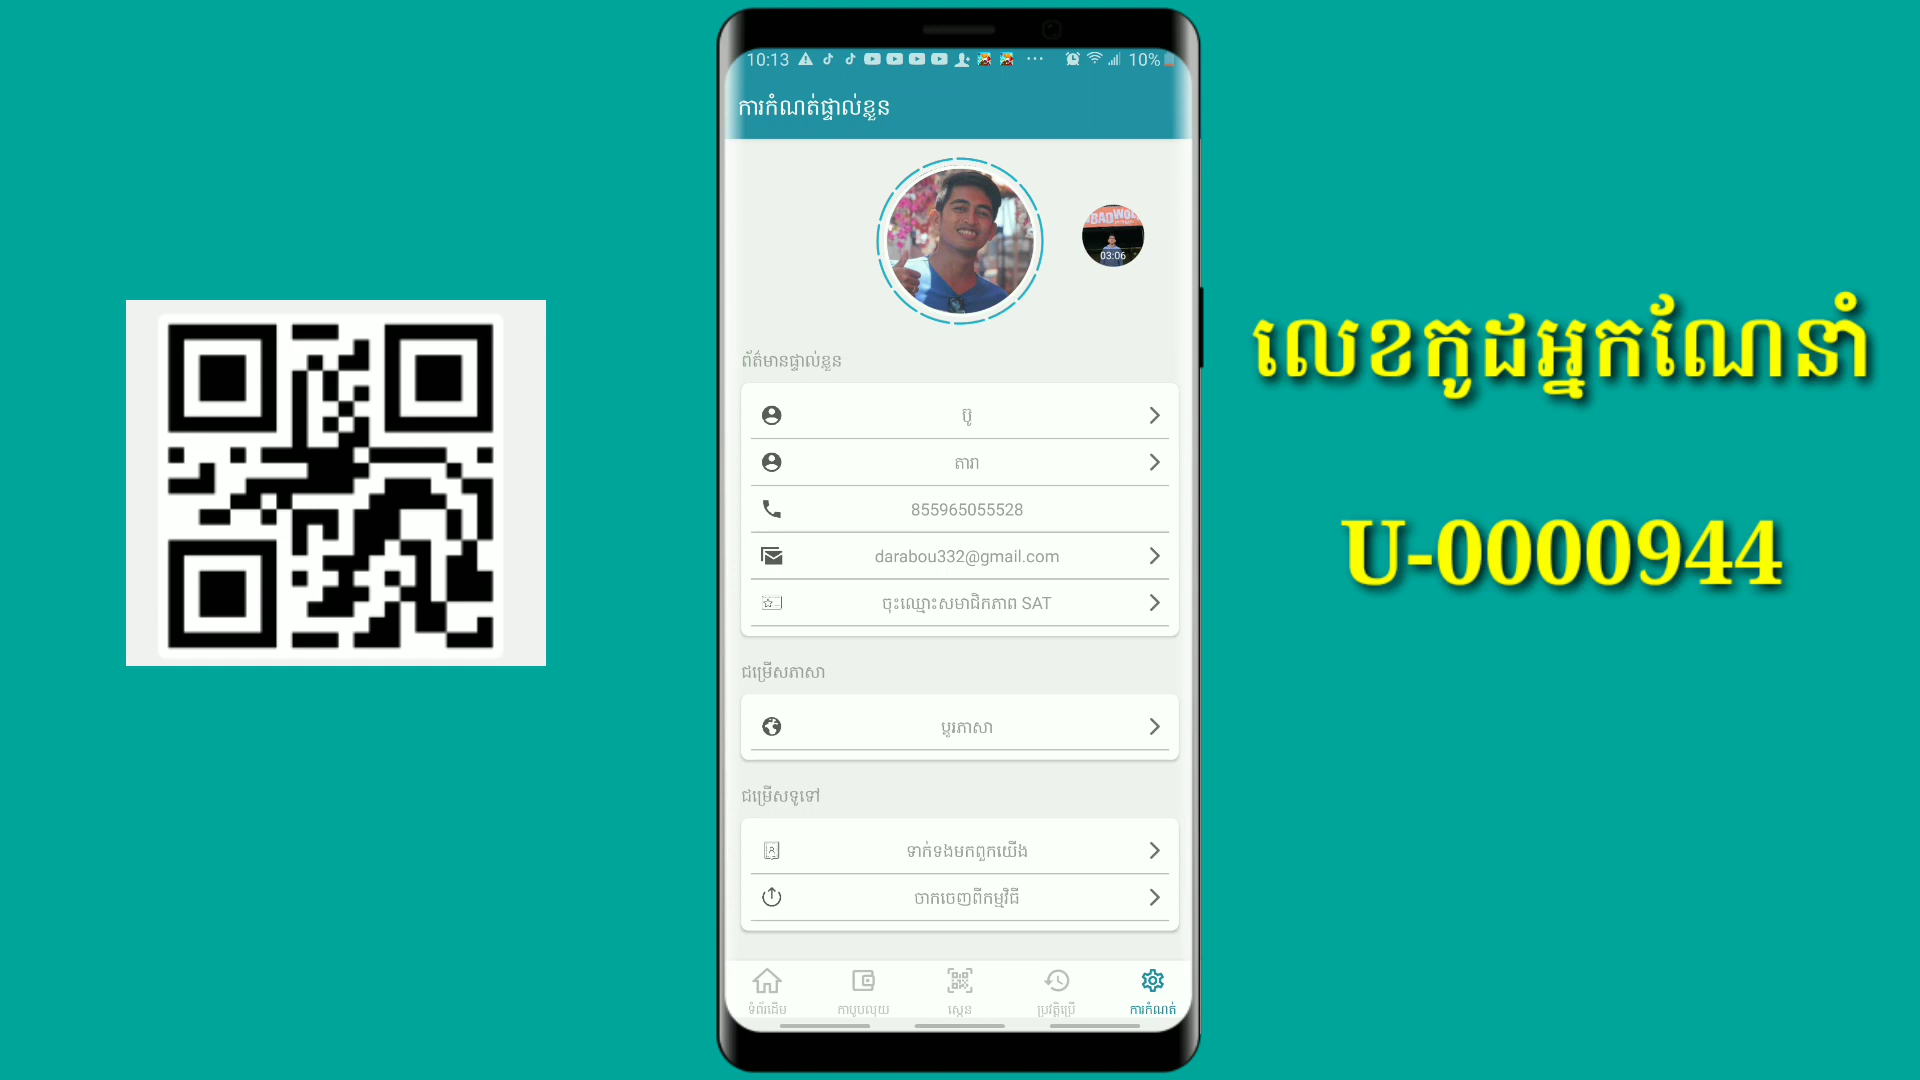 10:13
10%
ការកំណត់ផ្ទាល់ខ្លួន
BADWO
03:06
ព័ត៌មានផ្ទាល់ខ្លួន
ប៊ូ
តារា
855965055528
darabou332@gmail.com
ចុះឈ្មោះសមាជិកភាព SAT
ជម្រើសភាសា
ប្តូរភាសា
ជម្រើសទូទៅ
ទាក់ទងមកពួកយើង
ចាកចេញពីកម្មវិធី
ទំព័រដើម
កាបូបលុយ
ស្កេន
ប្រវត្តិប្រើ
ការកំណត់
លេខកូដអ្នកណែនាំ
U-0000944